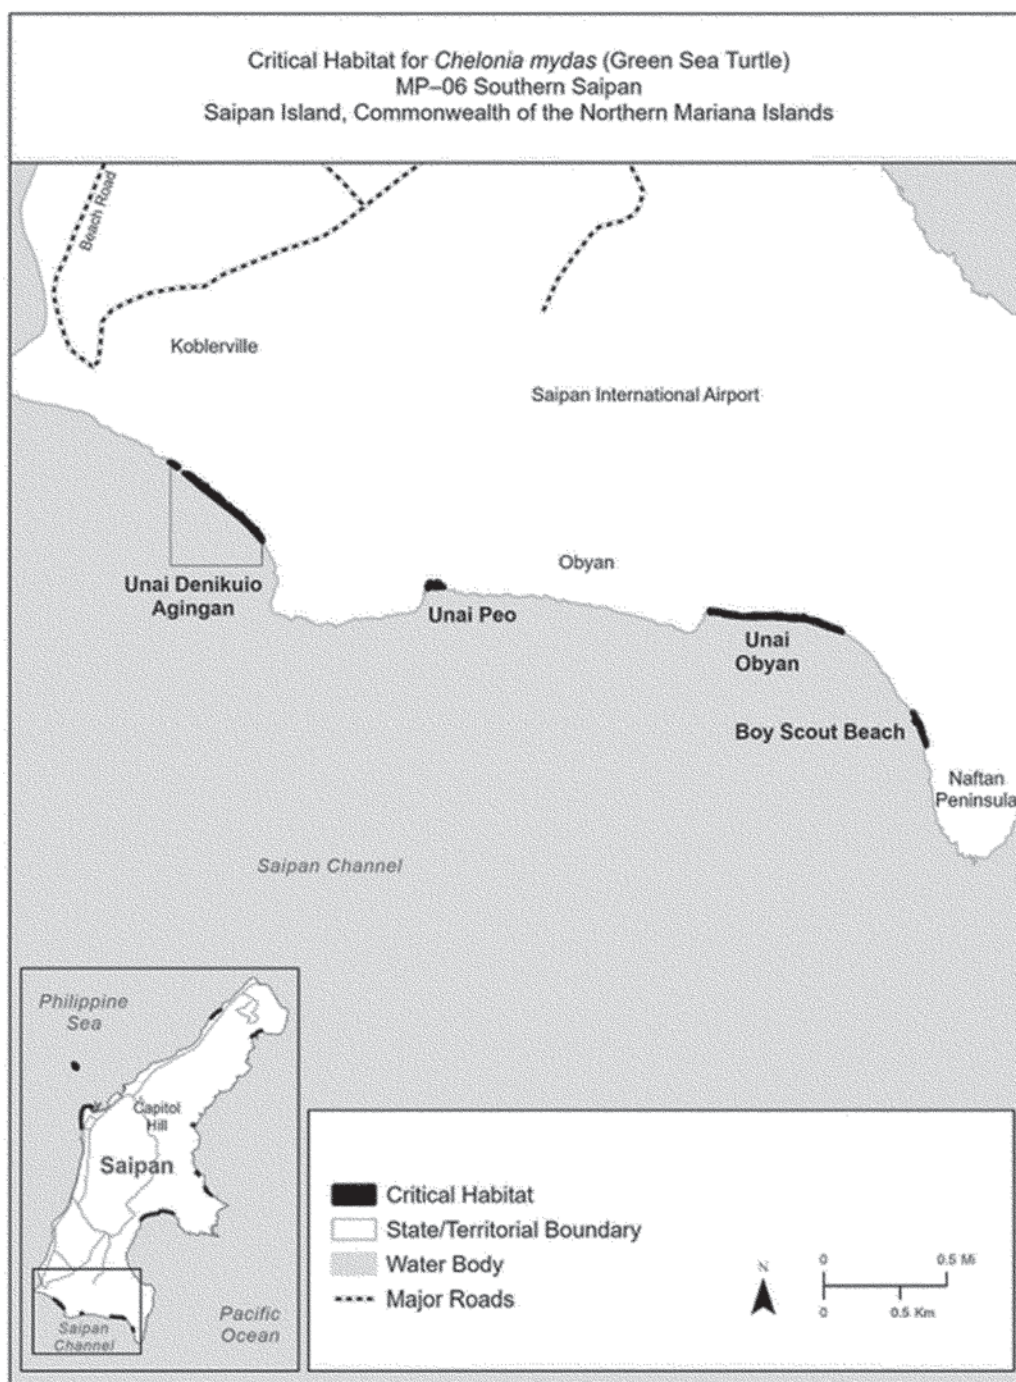 Critical Habitat for Chelonia mydas (Green Sea Turtle)
MP–06 Southern Saipan
Saipan Island, Commonwealth of the Northern Mariana Islands
Beach Road
Koblerville
Saipan International Airport
Obyan
Unai Denikuio
Agingan
Unai Peo
Unai
Obyan
Boy Scout Beach
Naftan
Peninsula
Saipan Channel
Philippine
Sea
Capitol
Hill
Saipan
Saipan
Channel
Pacific
Ocean
Critical Habitat
State/Territorial Boundary
Water Body
Major Roads
N
0 0.5 Mi
0 0.5 Km